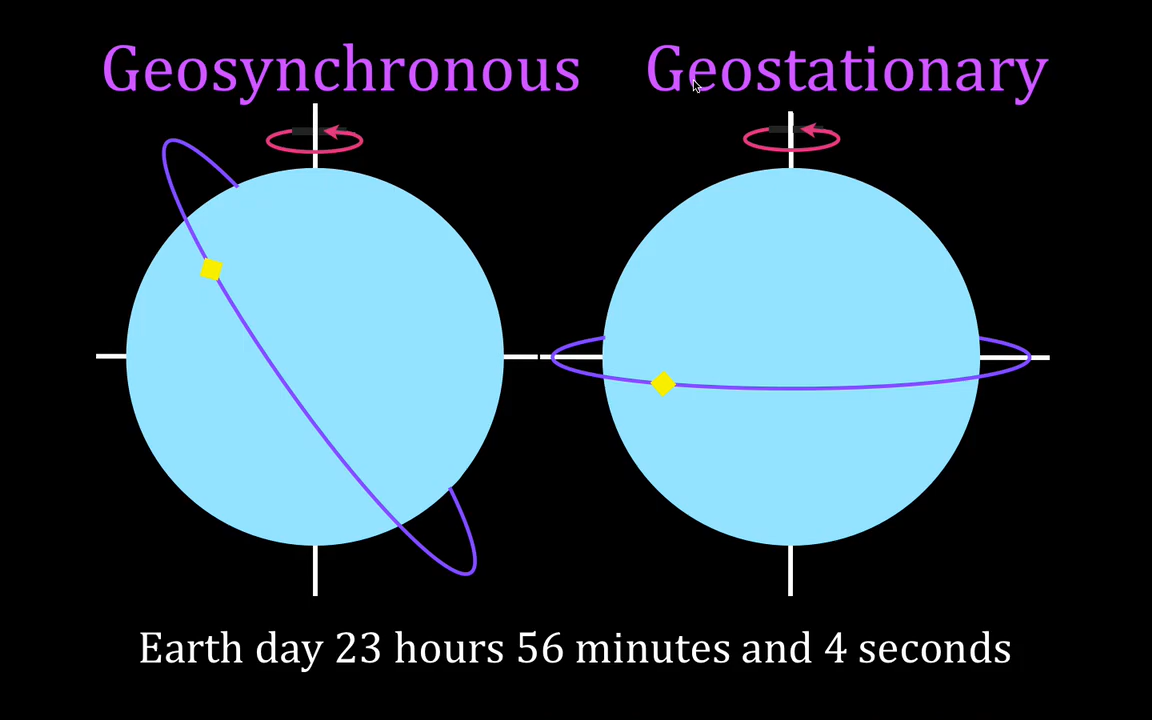 Geosynchronous Geostationary
Earth day 23 hours 56 minutes and 4 seconds